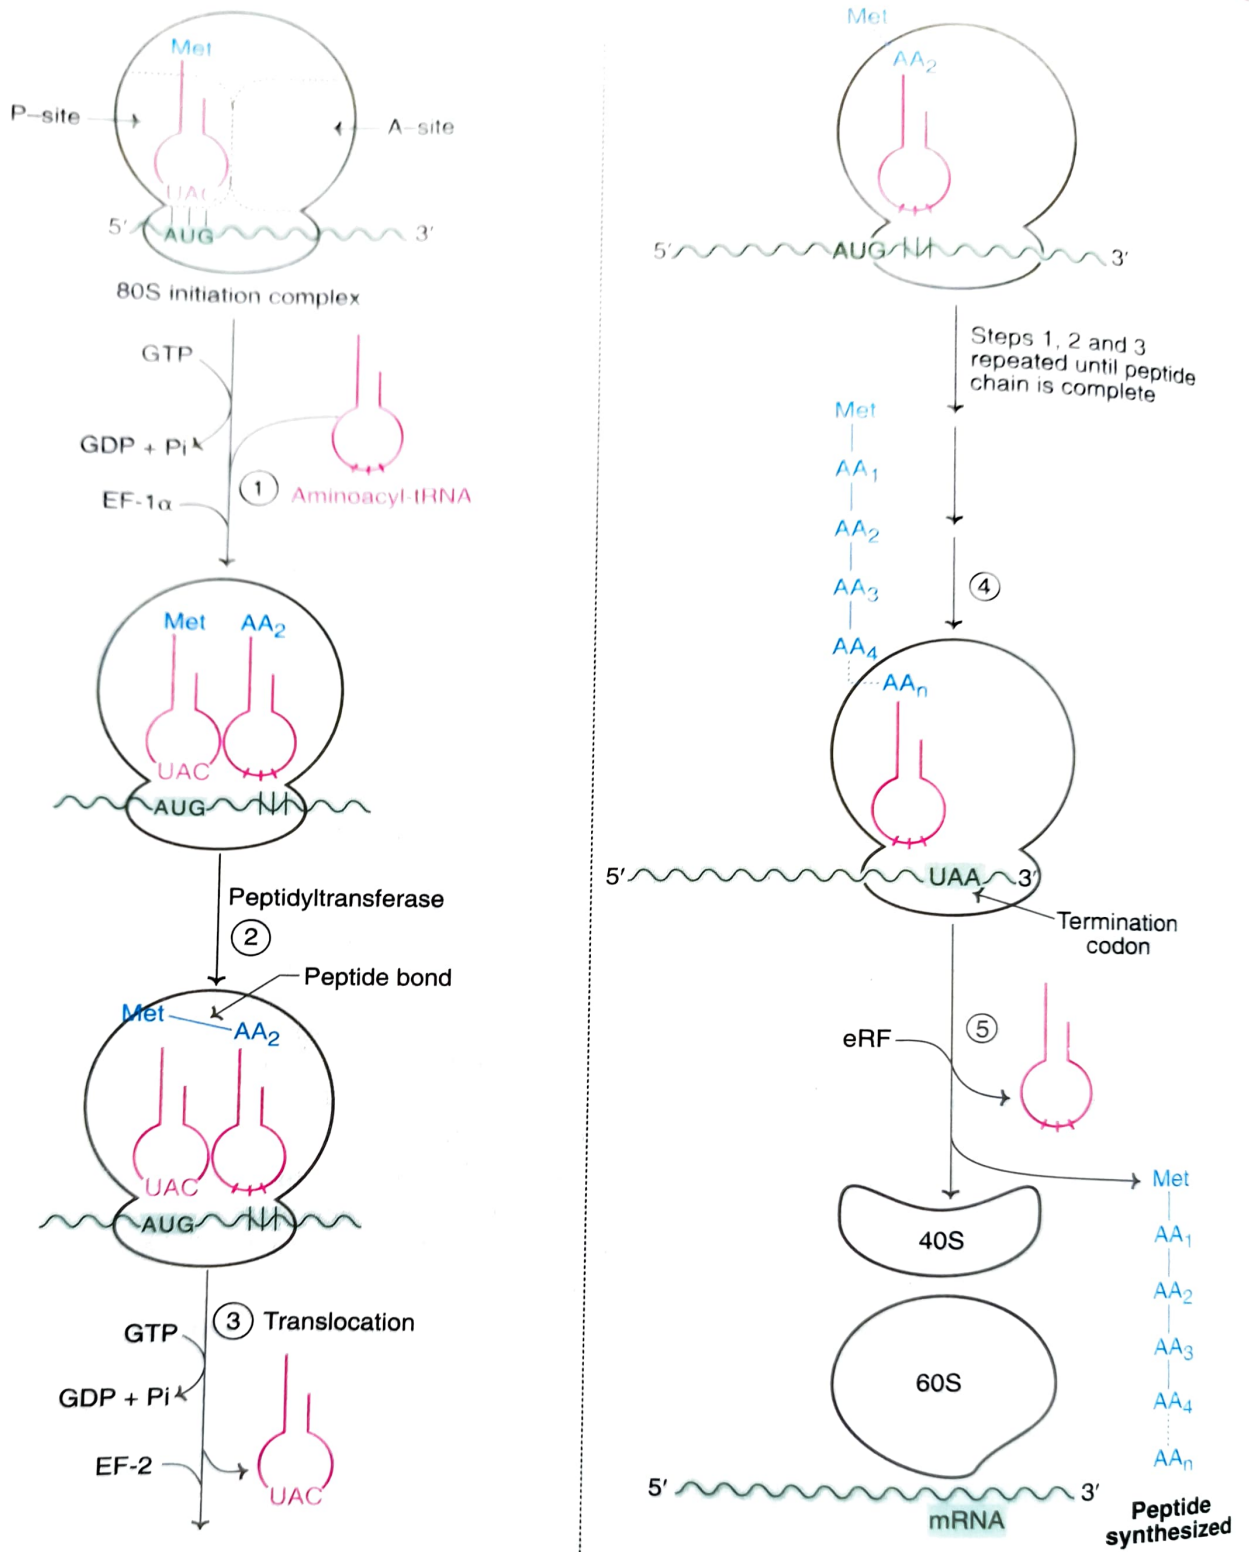 Met
P–site
A–site
UAC
5′
AUG
3′
80S initiation complex
GTP
GDP + Pi
EF-1α
1
Aminoacyl-tRNA
Met
AA2
UAC
AUG
Peptidyltransferase
2
Peptide bond
Met
AA2
UAC
AUG
3
Translocation
GTP
GDP + Pi
EF-2
UAC
Met
AA2
5′
AUG
3′
Steps 1, 2 and 3
repeated until peptide
chain is complete
Met
AA1
AA2
AA3
AA4
AAn
4
5′
UAA
3′
Termination
codon
eRF
5
Met
AA1
AA2
AA3
AA4
AAn
40S
60S
5′
3′
mRNA
Peptide
synthesized